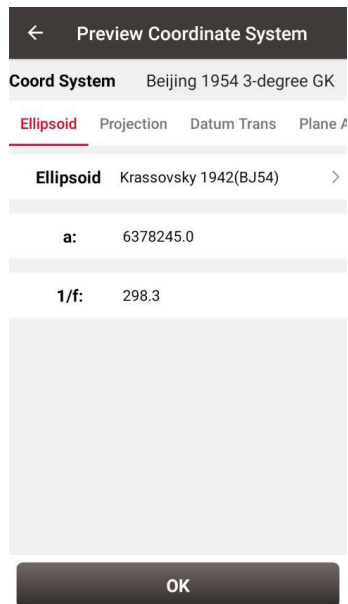 Preview Coordinate System
Coord System Beijing 1954 3-degree GK
Ellipsoid Projection Datum Trans Plane A
Ellipsoid Krassovsky 1942(BJ54)
a: 6378245.0
1/f: 298.3
OK